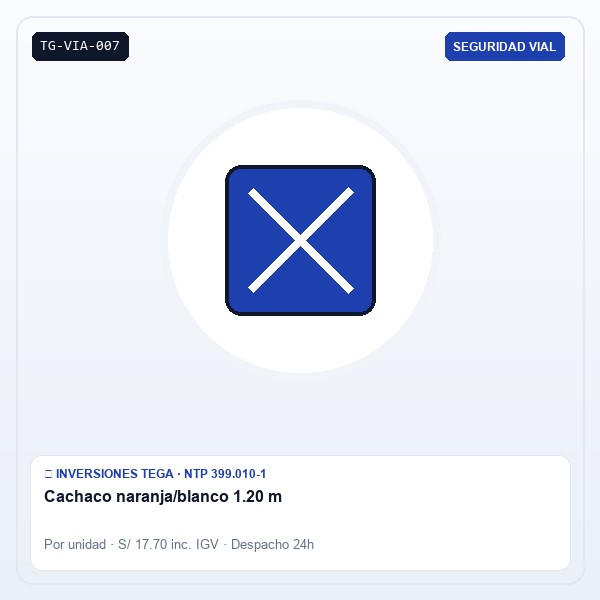 TG-VIA-007
SEGURIDAD VIAL
INVERSIONES TEGA · NTP 399.010-1
Cachaco naranja/blanco 1.20 m
Por unidad · S/ 17.70 inc. IGV · Despacho 24h